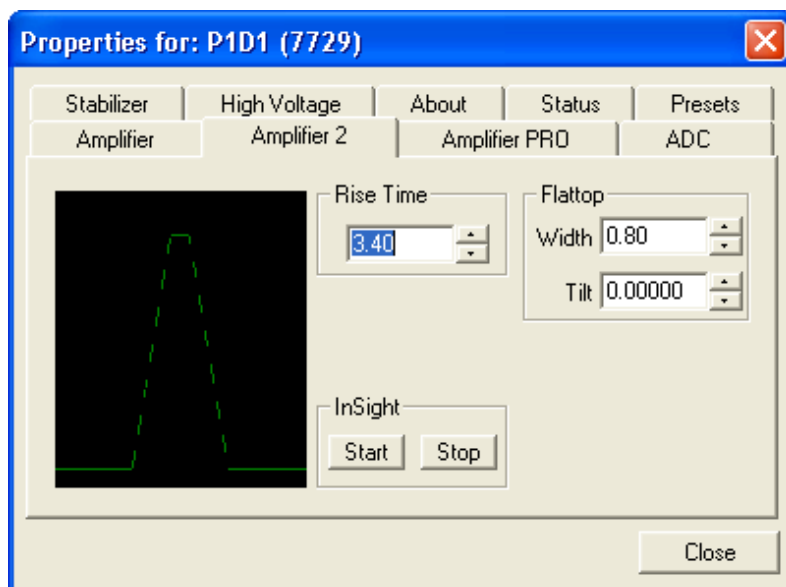 Properties for: P1D1 (7729)
Stabilizer High Voltage About Status Presets
Amplifier Amplifier 2 Amplifier PRO ADC
Rise Time
3.40
Flattop
Width 0.80
Tilt 0.00000
InSight
Start Stop
Close